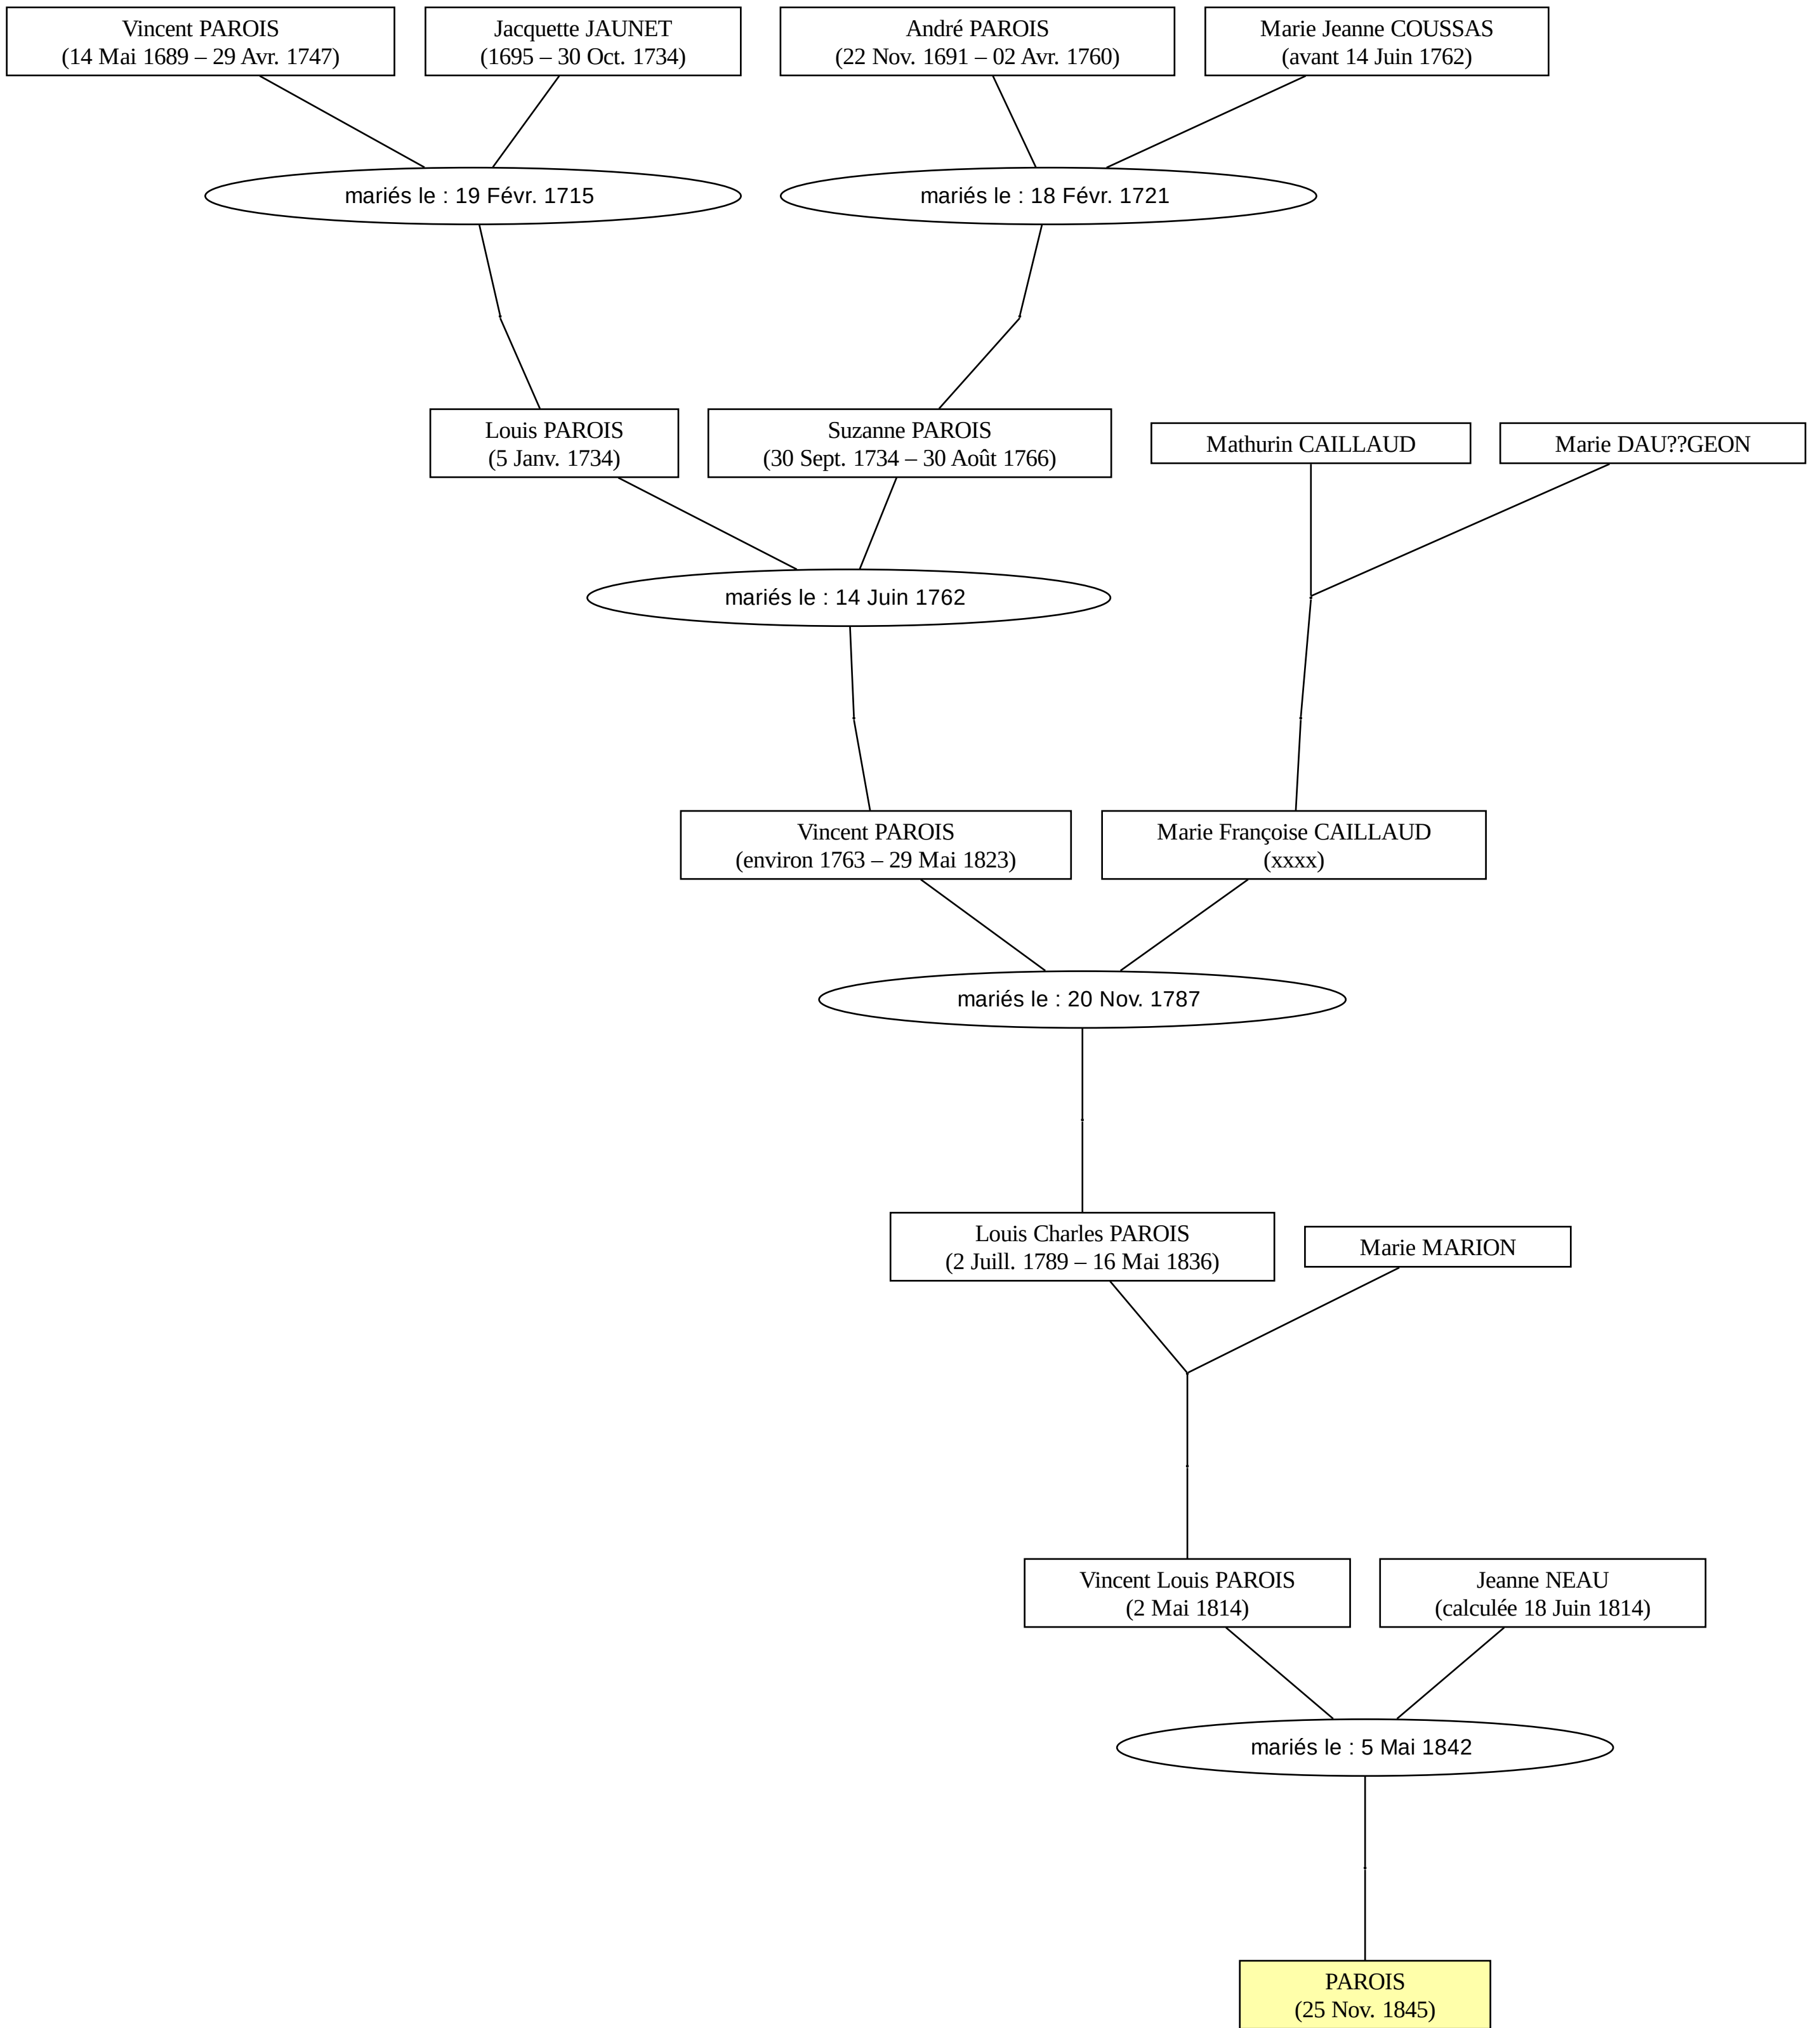 Vincent PAROIS
(14 Mai 1689 – 29 Avr. 1747)
Jacquette JAUNET
(1695 – 30 Oct. 1734)
André PAROIS
(22 Nov. 1691 – 02 Avr. 1760)
Marie Jeanne COUSSAS
(avant 14 Juin 1762)
mariés le : 19 Févr. 1715
mariés le : 18 Févr. 1721
Louis PAROIS
(5 Janv. 1734)
Suzanne PAROIS
(30 Sept. 1734 – 30 Août 1766)
Mathurin CAILLAUD
Marie DAU??GEON
mariés le : 14 Juin 1762
Vincent PAROIS
(environ 1763 – 29 Mai 1823)
Marie Françoise CAILLAUD
(xxxx)
mariés le : 20 Nov. 1787
Louis Charles PAROIS
(2 Juill. 1789 – 16 Mai 1836)
Marie MARION
Vincent Louis PAROIS
(2 Mai 1814)
Jeanne NEAU
(calculée 18 Juin 1814)
mariés le : 5 Mai 1842
PAROIS
(25 Nov. 1845)